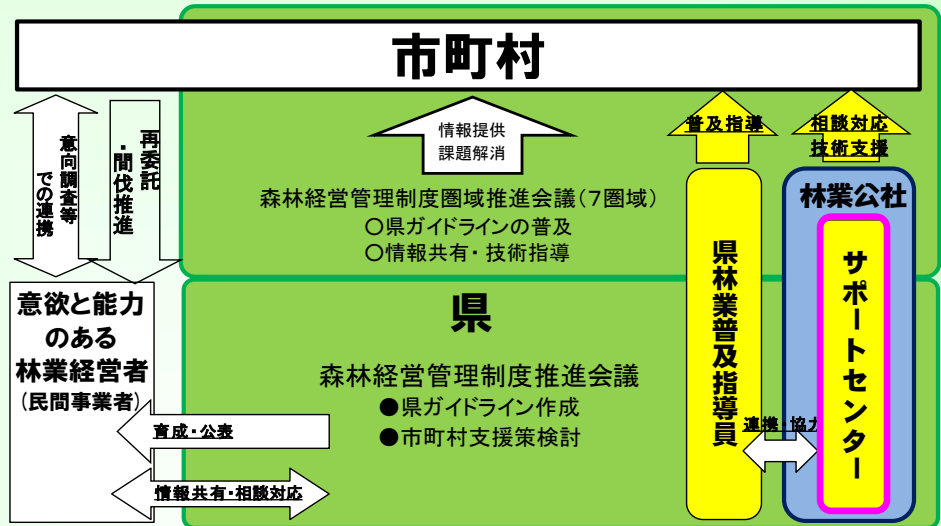 市町村
意向調査等
での連携
再委託
・間伐推進
情報提供
課題解消
普及指導
相談対応
技術支援
森林経営管理制度圏域推進会議（７圏域）
〇県ガイドラインの普及
〇情報共有・技術指導
県林業普及指導員
林業公社
サポートセンター
意欲と能力
のある
林業経営者
（民間事業者）
県
森林経営管理制度推進会議
●県ガイドライン作成
●市町村支援策検討
連携・協力
育成・公表
情報共有・相談対応